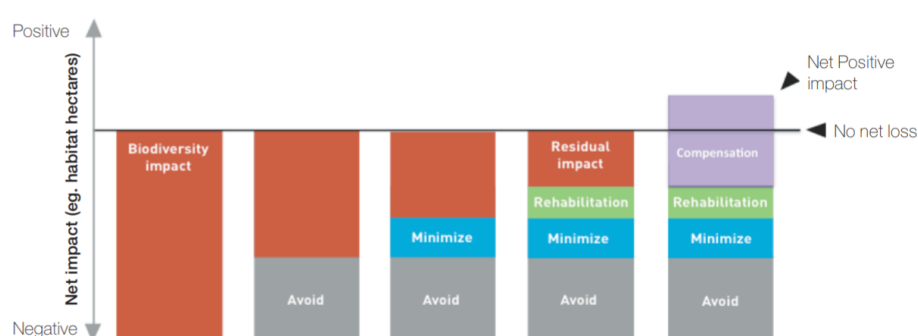 Positive
Net Positive
impact
Net impact (eg. habitat hectares)
No net loss
Biodiversity
impact
Residual
impact
Compensation
Rehabilitation
Rehabilitation
Minimize
Minimize
Minimize
Avoid
Avoid
Avoid
Avoid
Negative